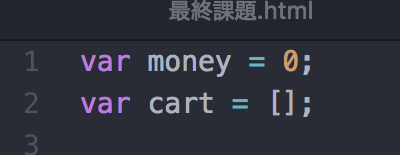 最終課題.html
1 var money = 0;
2 var cart = [];
3